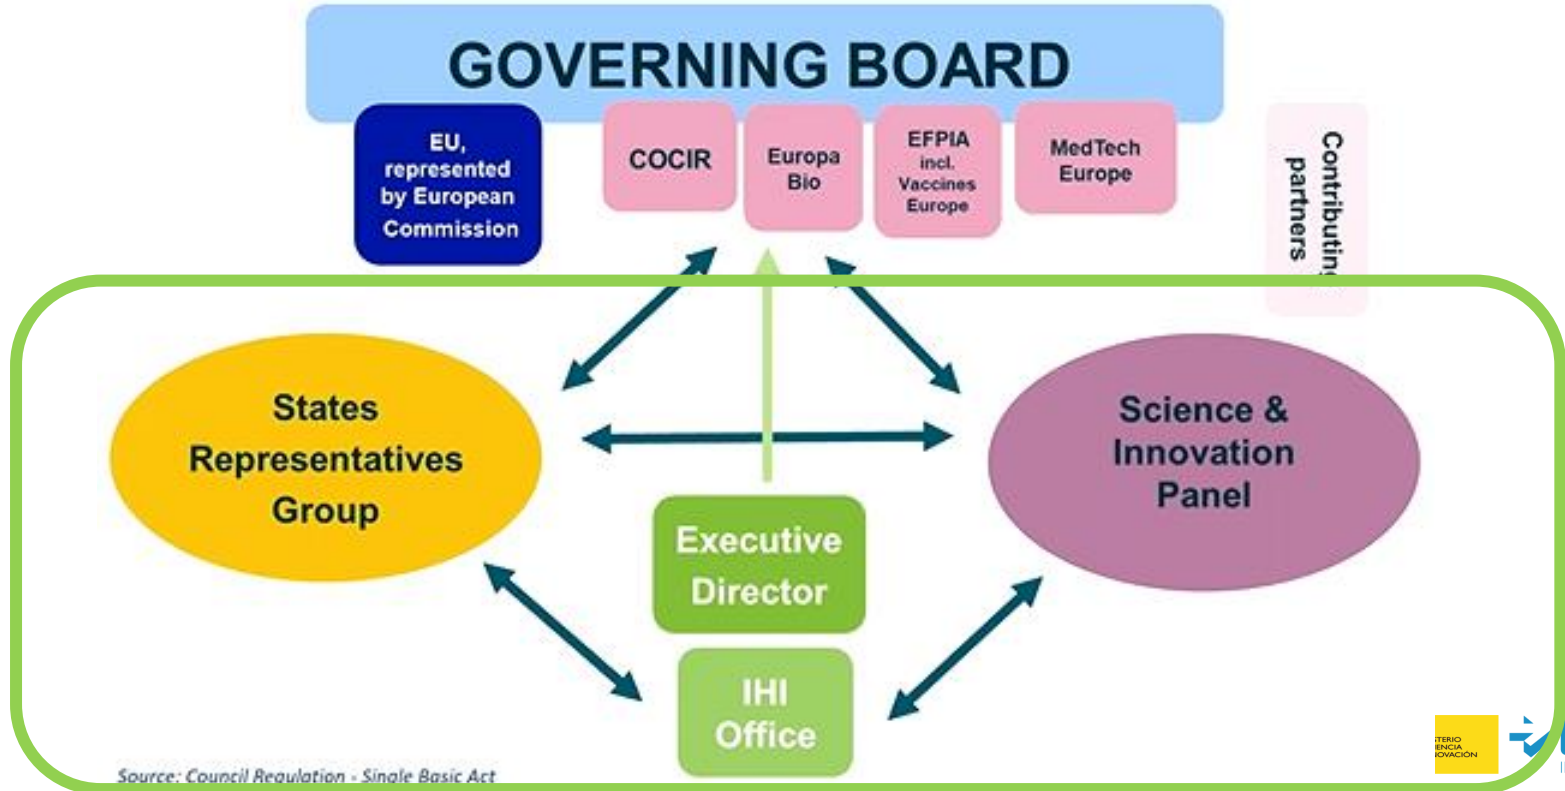 GOVERNING BOARD
EU,
represented
by European
Commission
COCIR
Europa
Bio
EFPIA
incl.
Vaccines
Europe
MedTech
Europe
Contributing
partners
States
Representatives
Group
Science &
Innovation
Panel
Executive
Director
IHI
Office
Source: Council Regulation - Single Basic Act